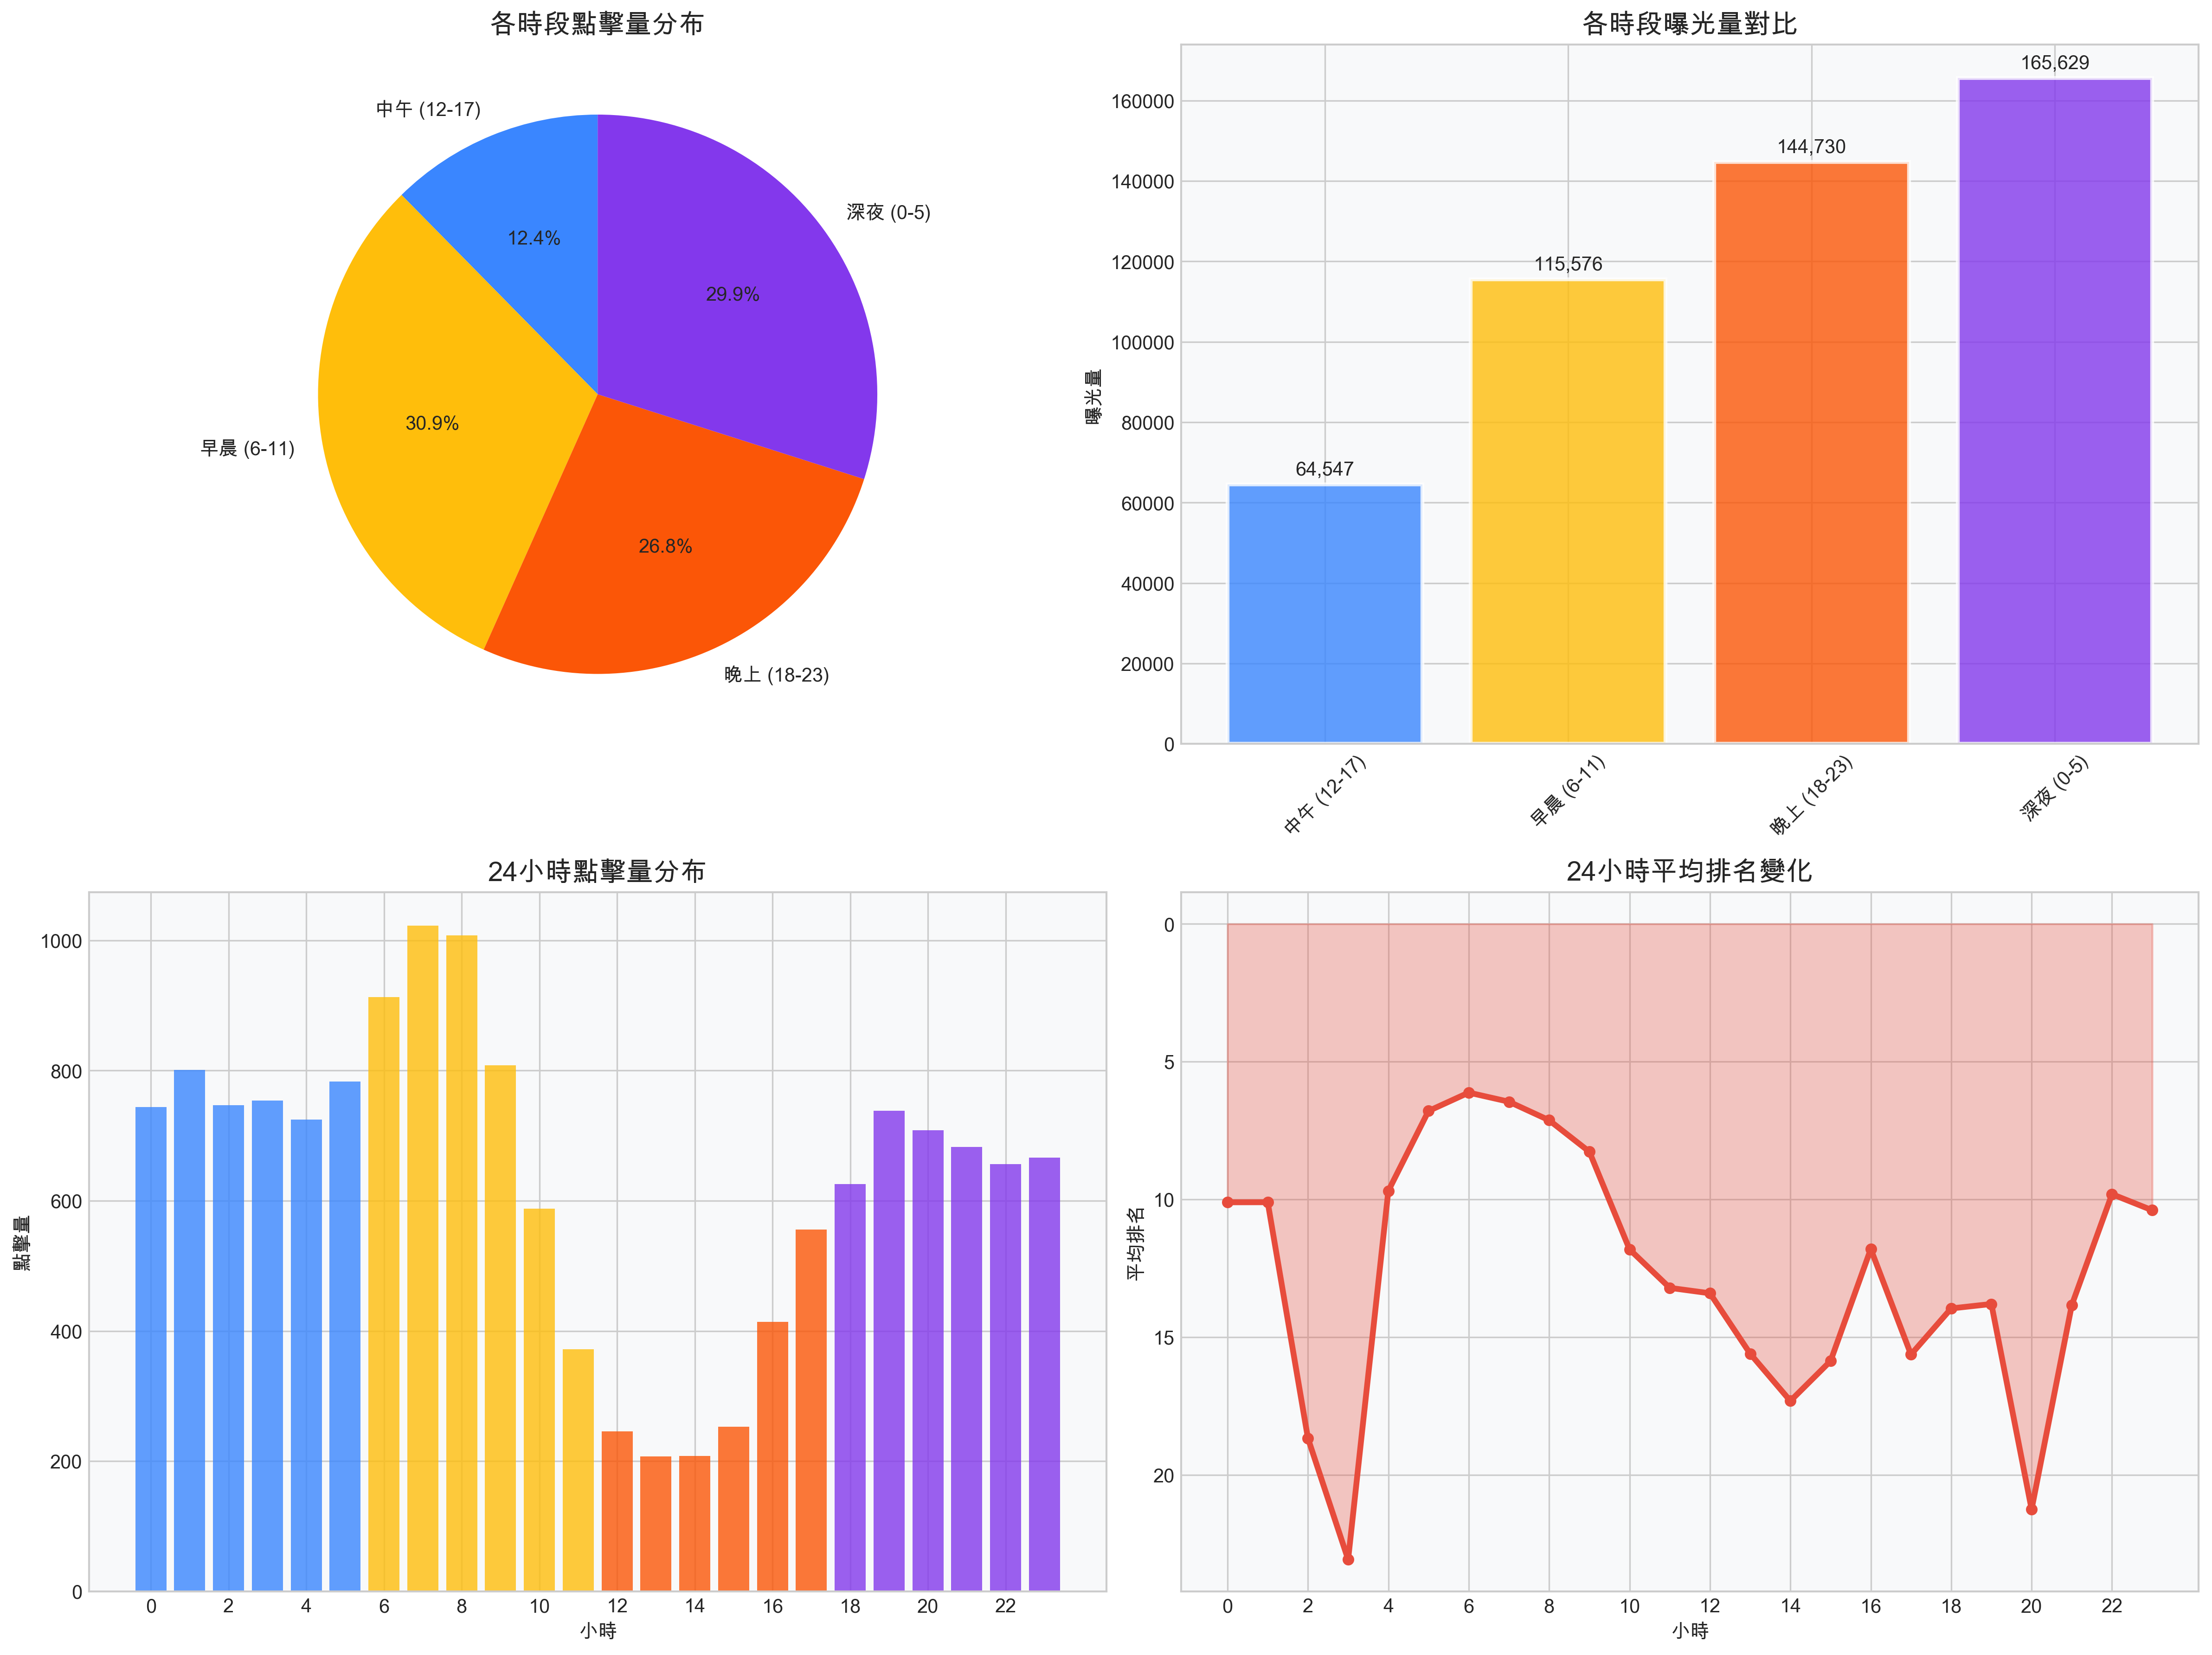 各時段點擊量分布
中午 (12-17)
深夜 (0-5)
12.4%
29.9%
30.9%
早晨 (6-11)
26.8%
晚上 (18-23)
各時段曝光量對比
165,629
160000
144,730
140000
120000
115,576
100000
曝光量
80000
64,547
60000
40000
20000
0
中午 (12-17)
早晨 (6-11)
晚上 (18-23)
深夜 (0-5)
24小時點擊量分布
1000
800
600
點擊量
400
200
0
0 2 4 6 8 10 12 14 16 18 20 22
小時
24小時平均排名變化
0
5
10
平均排名
15
20
0 2 4 6 8 10 12 14 16 18 20 22
小時